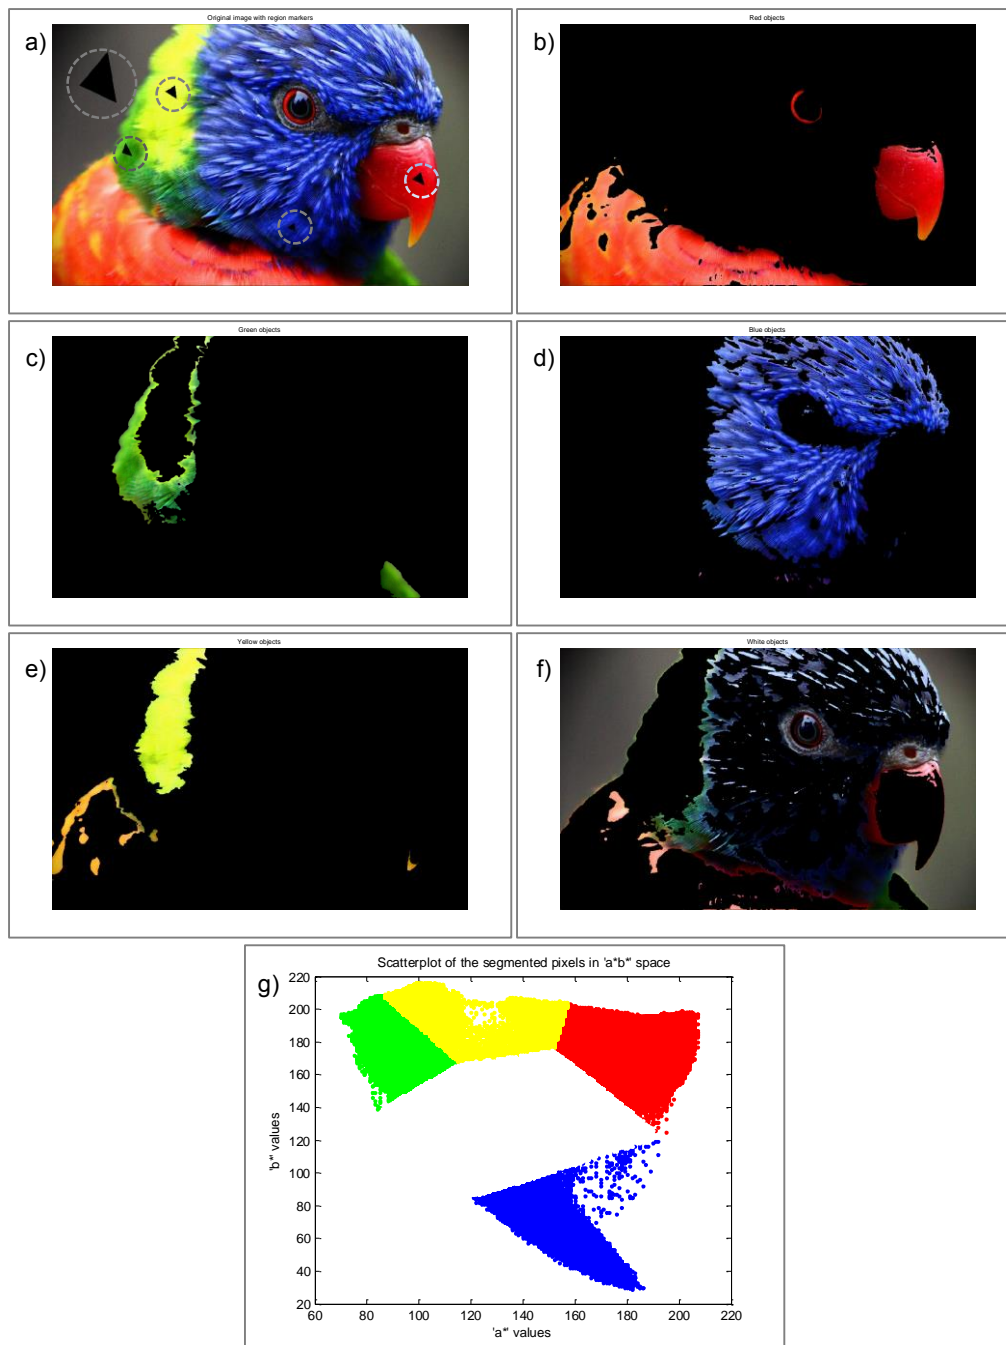 a)
Original image with region markers
b)
Red objects
c)
Green objects
d)
Blue objects
e)
Yellow objects
f)
White objects
g)
Scatterplot of the segmented pixels in 'a*b*' space
220
200
180
160
140
120
100
80
60
40
20
'b*' values
60 80 100 120 140 160 180 200 220
'a*' values